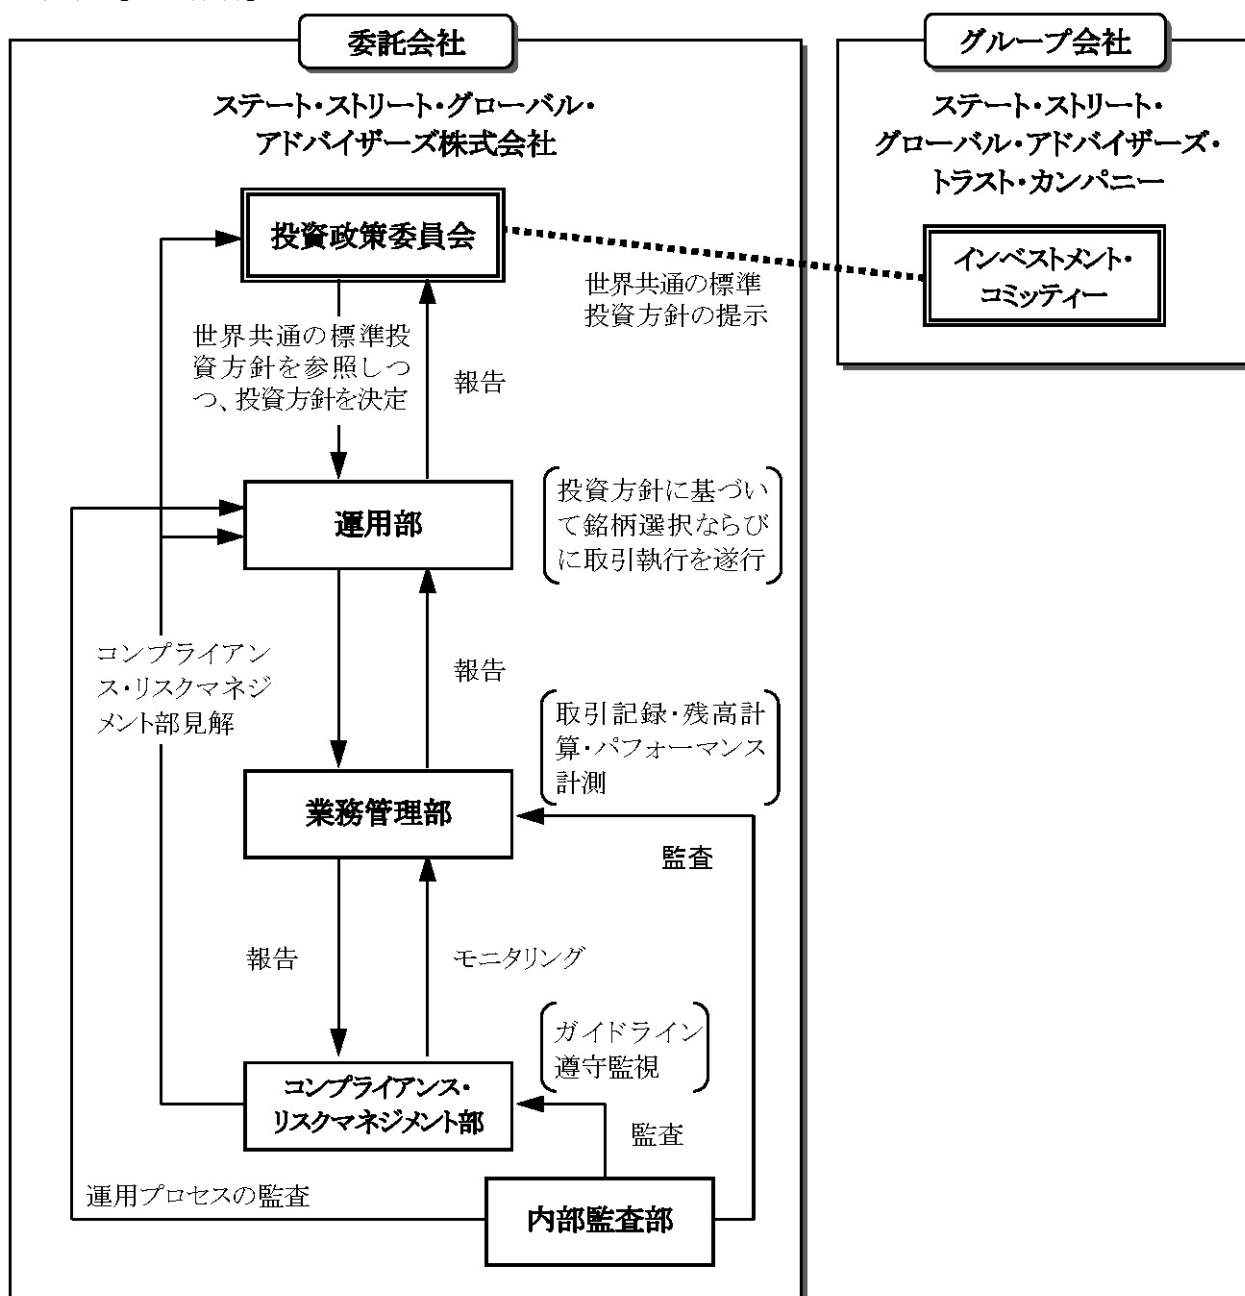 委託会社
ステート・ストリート・グローバル・
アドバイザーズ株式会社
グループ会社
ステート・ストリート・
グローバル・アドバイザーズ・
トラスト・カンパニー
投資政策委員会
インベストメント・
コミッティー
世界共通の標準
投資方針の提示
世界共通の標準投
資方針を参照しつ
つ、投資方針を決定
報告
運用部
投資方針に基づい
て銘柄選択ならび
に取引執行を遂行
コンプライアン
ス・リスクマネジ
メント部見解
報告
取引記録・残高計
算・パフォーマンス
計測
業務管理部
監査
報告
モニタリング
ガイドライン
遵守監視
コンプライアンス・
リスクマネジメント部
監査
運用プロセスの監査
内部監査部